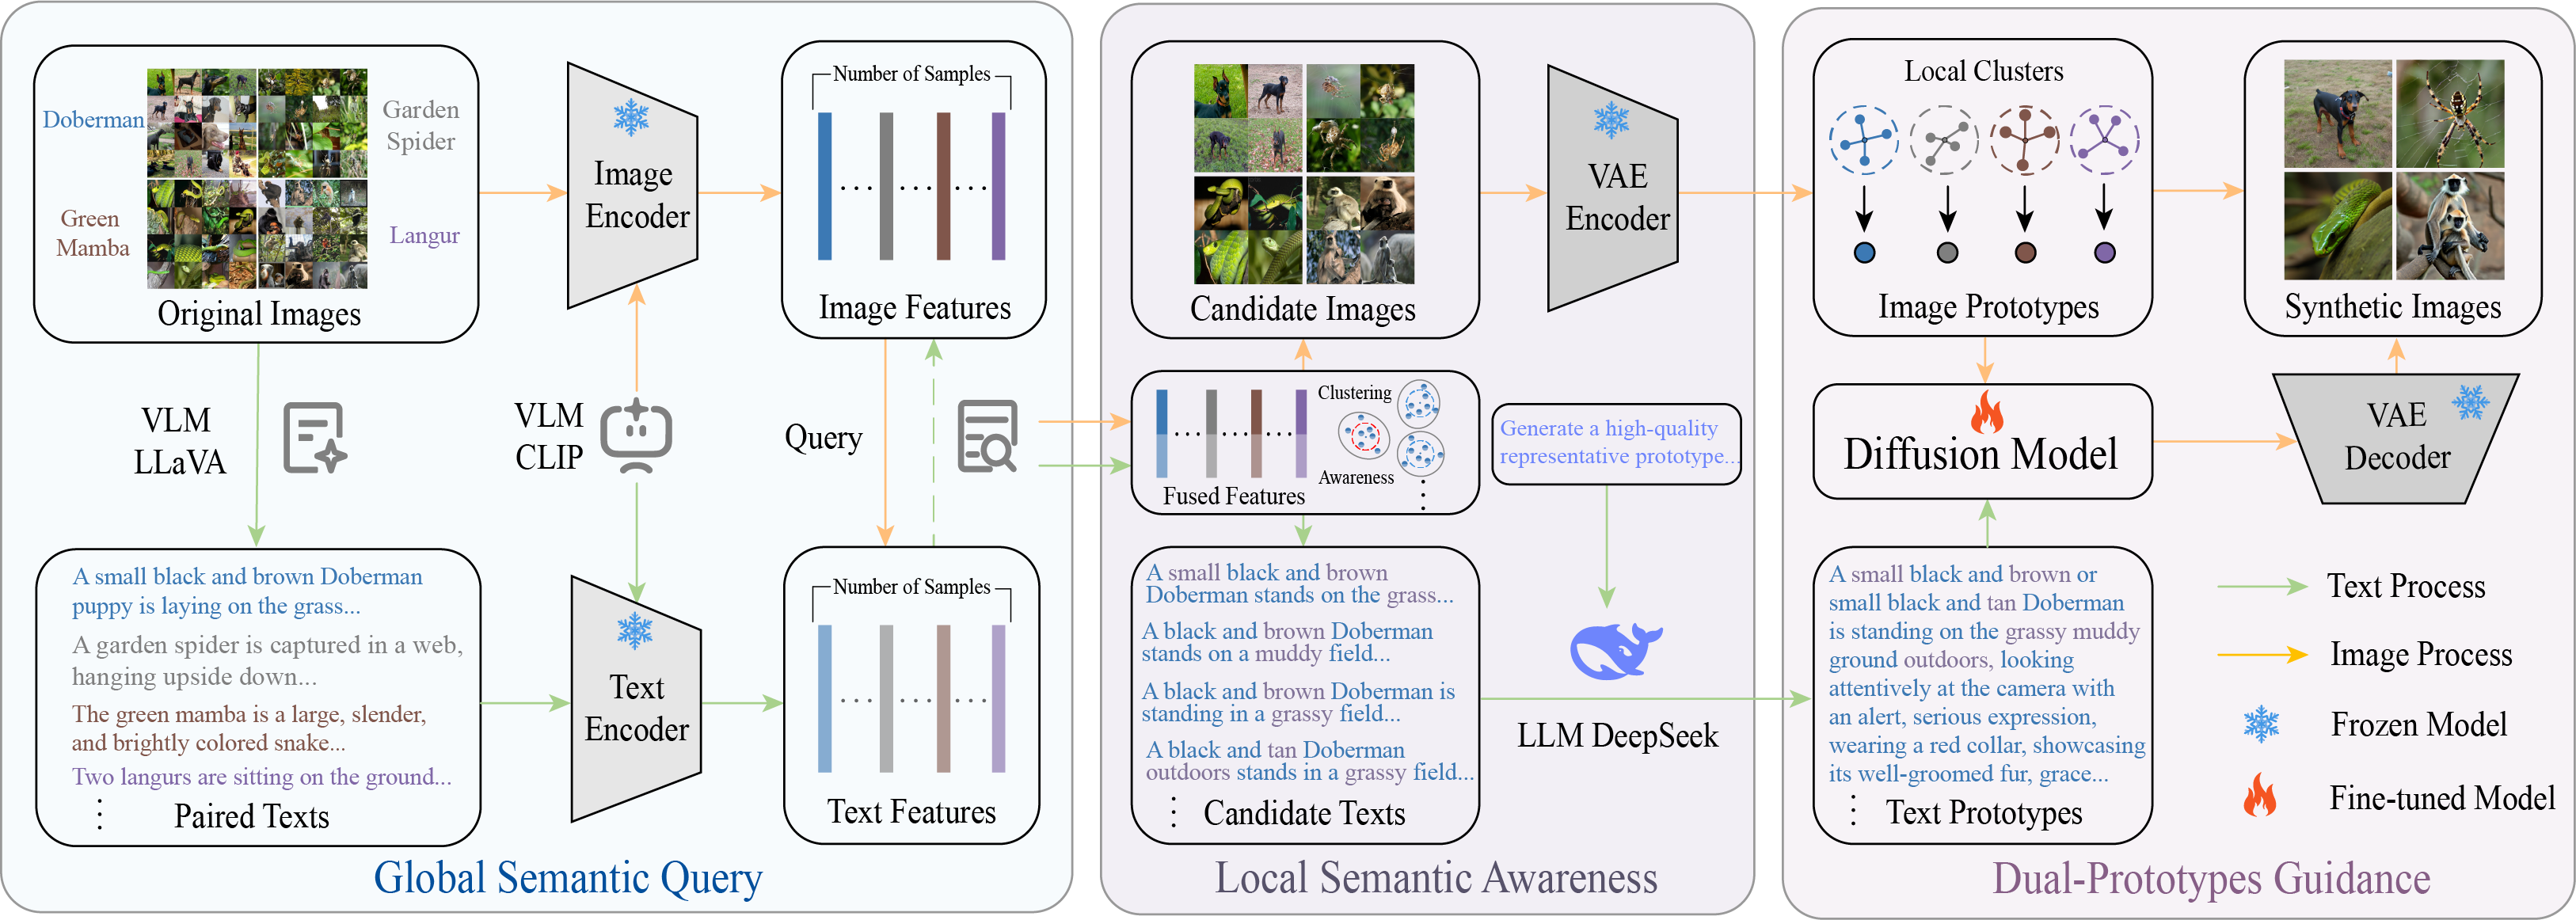 Doberman
Garden
Spider
Green
Mamba
Langur
Original Images
Image
Encoder
Number of Samples
Image Features
VLM
LLaVA
VLM
CLIP
Query
A small black and brown Doberman
puppy is laying on the grass...
A garden spider is captured in a web,
hanging upside down...
The green mamba is a large, slender,
and brightly colored snake...
Two langurs are sitting on the ground...
Paired Texts
Text
Encoder
Number of Samples
Text Features
Global Semantic Query
Candidate Images
VAE
Encoder
Clustering
Awareness
Fused Features
Generate a high-quality
representative prototype...
A small black and brown
Doberman stands on the grass...
A black and brown Doberman
stands on a muddy field...
A black and brown Doberman is
standing in a grassy field...
A black and tan Doberman
outdoors stands in a grassy field...
Candidate Texts
LLM DeepSeek
Local Semantic Awareness
Local Clusters
Image Prototypes
Synthetic Images
Diffusion Model
VAE
Decoder
A small black and brown or
small black and tan Doberman
is standing on the grassy muddy
ground outdoors, looking
attentively at the camera with
an alert, serious expression,
wearing a red collar, showcasing
its well-groomed fur, grace...
Text Prototypes
Text Process
Image Process
Frozen Model
Fine-tuned Model
Dual-Prototypes Guidance